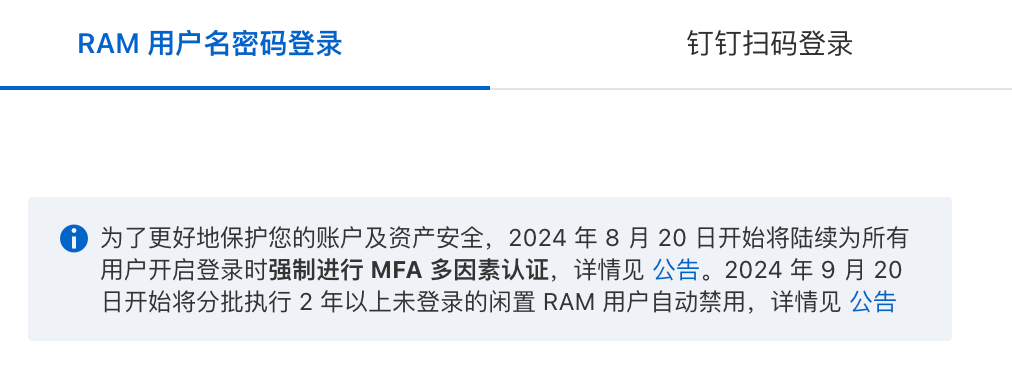 RAM 用户名密码登录
钉钉扫码登录
为了更好地保护您的账户及资产安全，2024 年 8 月 20 日开始将陆续为所有
用户开启登录时强制进行 MFA 多因素认证，详情见 公告。2024 年 9 月 20
日开始将分批执行 2 年以上未登录的闲置 RAM 用户自动禁用，详情见 公告